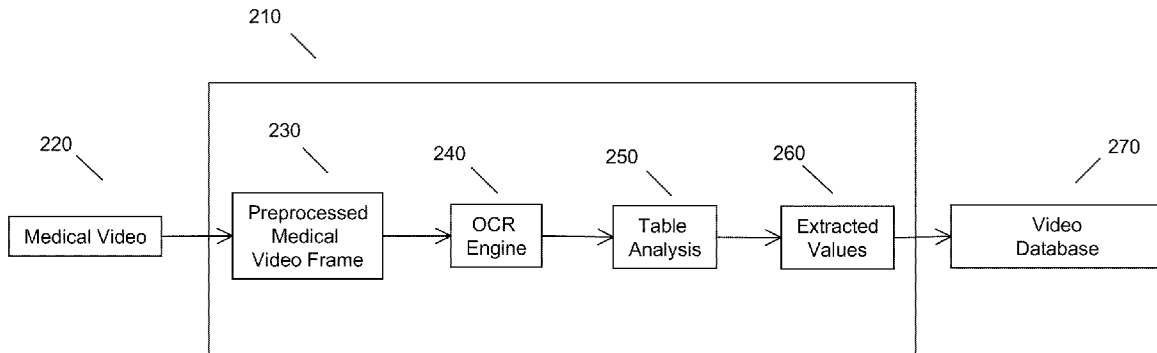 210
220
230
240
250
260
270
Medical Video
Preprocessed
Medical
Video Frame
OCR
Engine
Table
Analysis
Extracted
Values
Video
Database